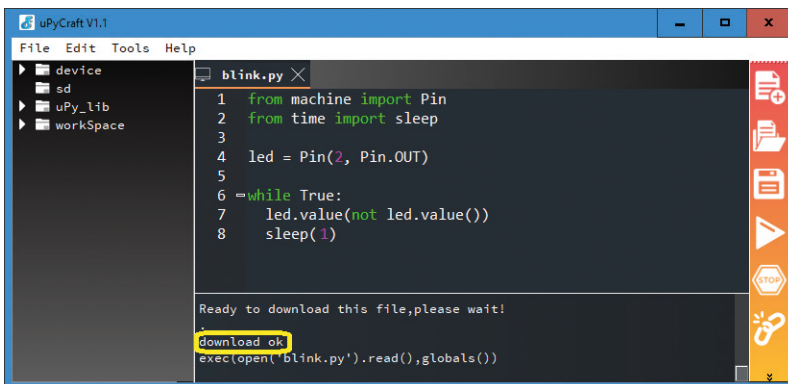 uPyCraft V1.1
File Edit Tools Help
device
sd
uPy_lib
workSpace
blink.py
1 from machine import Pin
2 from time import sleep
3
4 led = Pin(2, Pin.OUT)
5
6 while True:
7 led.value(not led.value())
8 sleep(1)
Ready to download this file,please wait!
.
download ok
exec(open('blink.py').read(),globals())
STOP